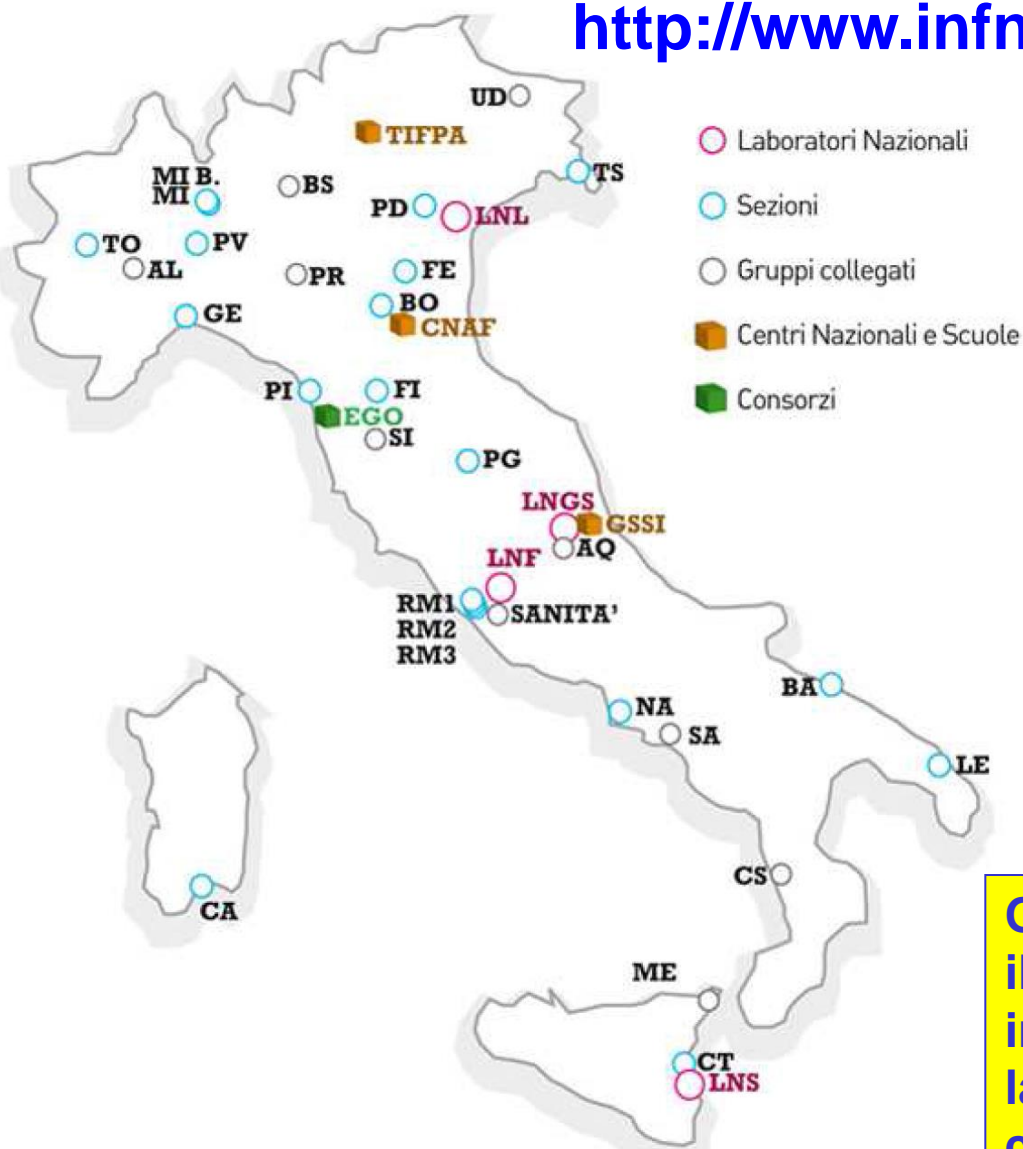 http://www.infn
UD
TIFPA
Laboratori Nazionali
MI B.
MI
BS
TS
PD
LNL
Sezioni
TO
PV
AL
PR
FE
Gruppi collegati
GE
BO
CNAF
Centri Nazionali e Scuole
PI
FI
Consorzi
EGO
SI
PG
LNGS
GSSI
AQ
LNF
RM1
SANITA’
RM2
RM3
BA
NA
SA
LE
CS
CA
ME
CT
LNS